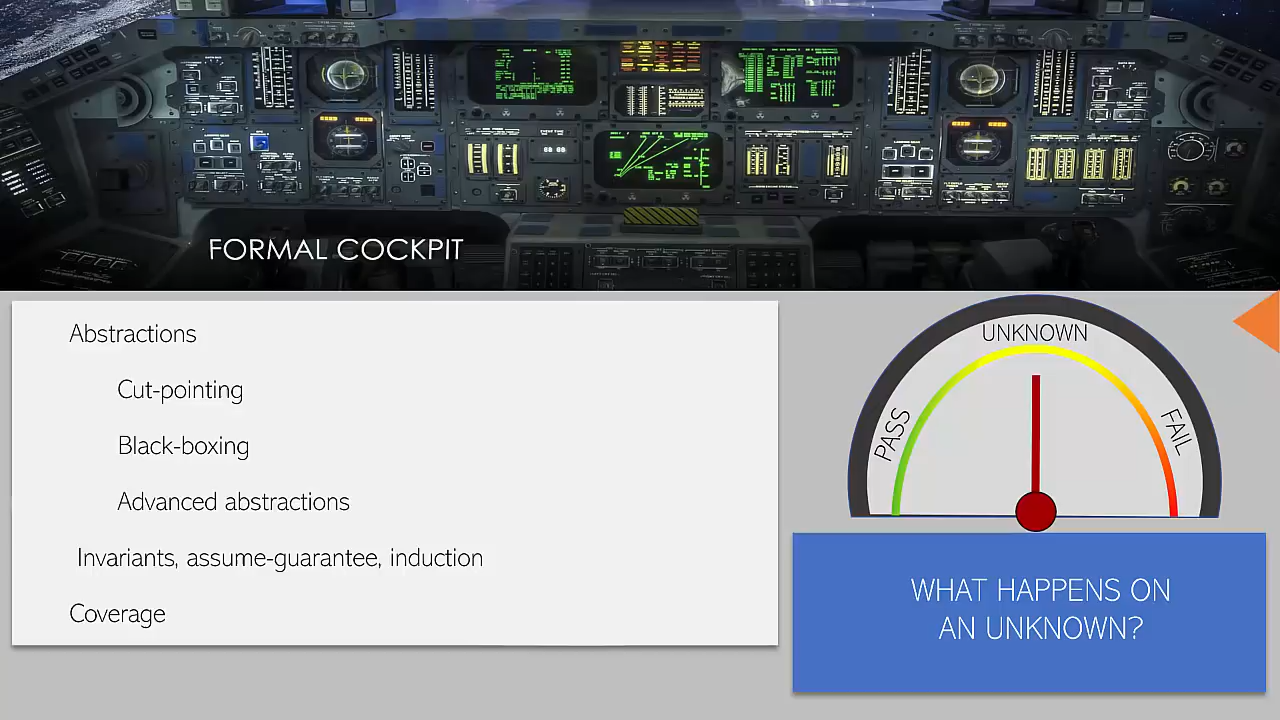 FORMAL COCKPIT
Abstractions
Cut-pointing
Black-boxing
Advanced abstractions
Invariants, assume-guarantee, induction
Coverage
UNKNOWN
PASS
FAIL
WHAT HAPPENS ON
AN UNKNOWN?